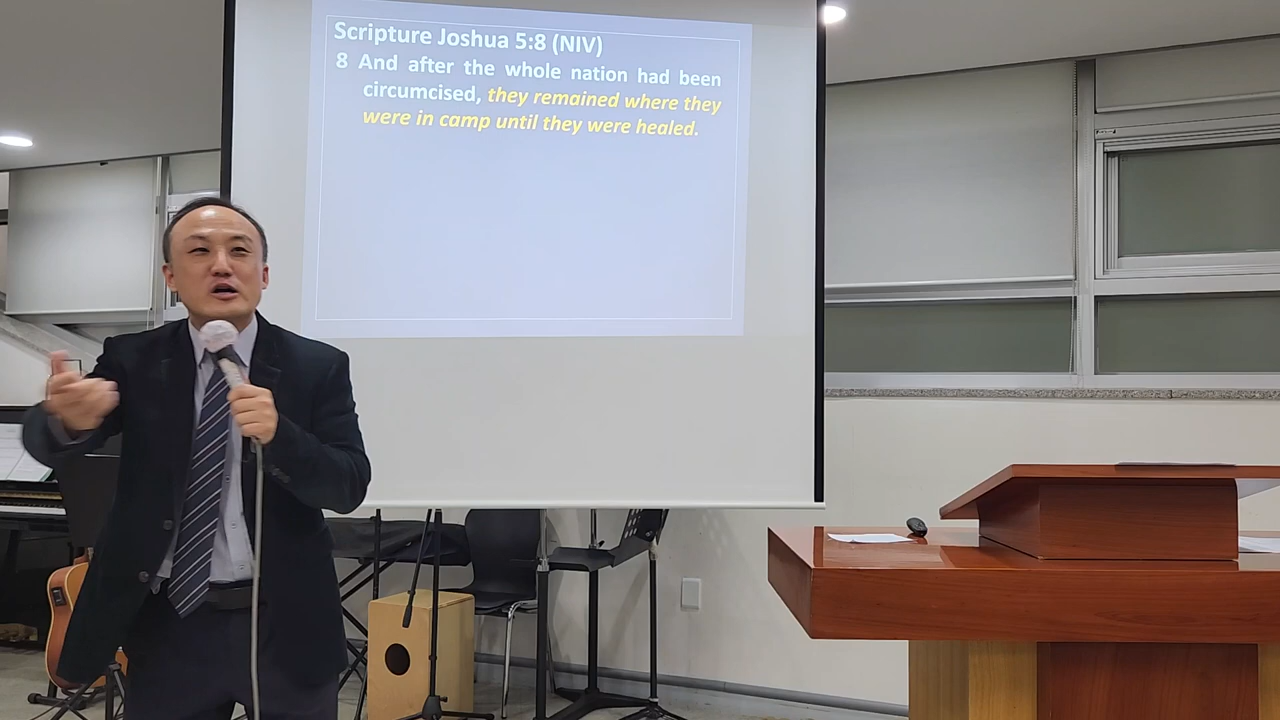 Scripture Joshua 5:8 (NIV)
8 And after the whole nation had been
circumcised, they remained where they
were in camp until they were healed.